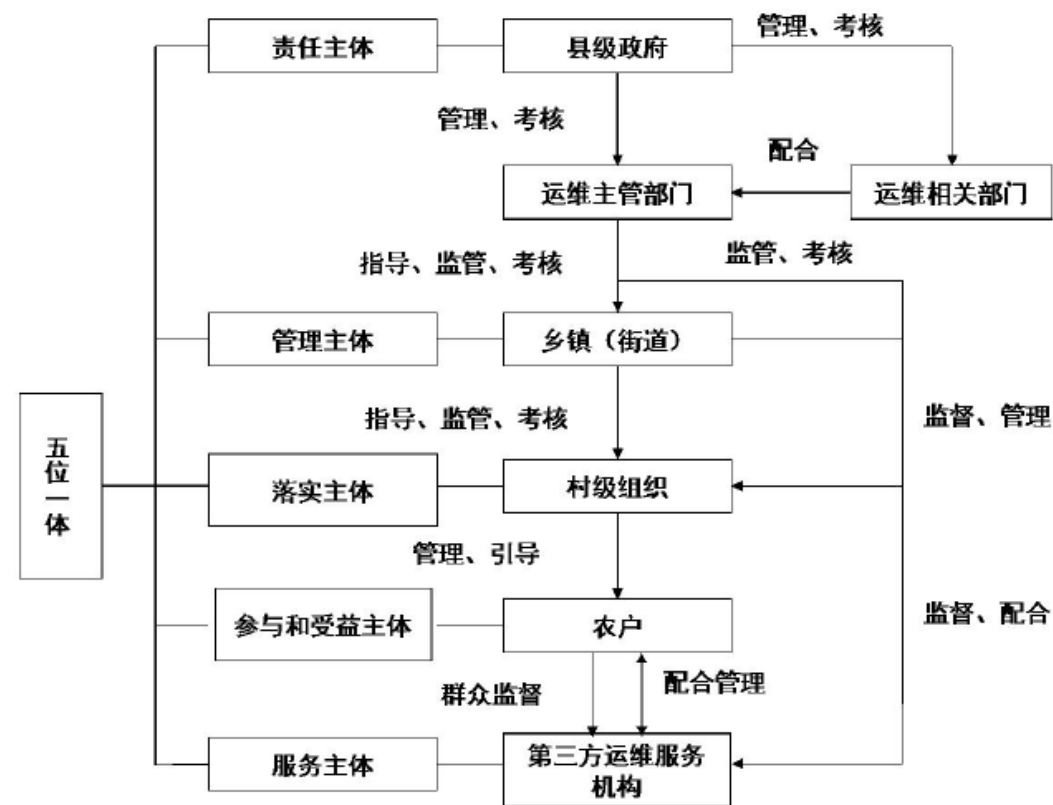 责任主体
县级政府
管理、考核
管理、考核
配合
运维主管部门
运维相关部门
指导、监管、考核
监管、考核
管理主体
乡镇（街道）
指导、监管、考核
监督、管理
五位一体
落实主体
村级组织
管理、引导
参与和受益主体
农户
监督、配合
群众监督
配合管理
服务主体
第三方运维服务
机构